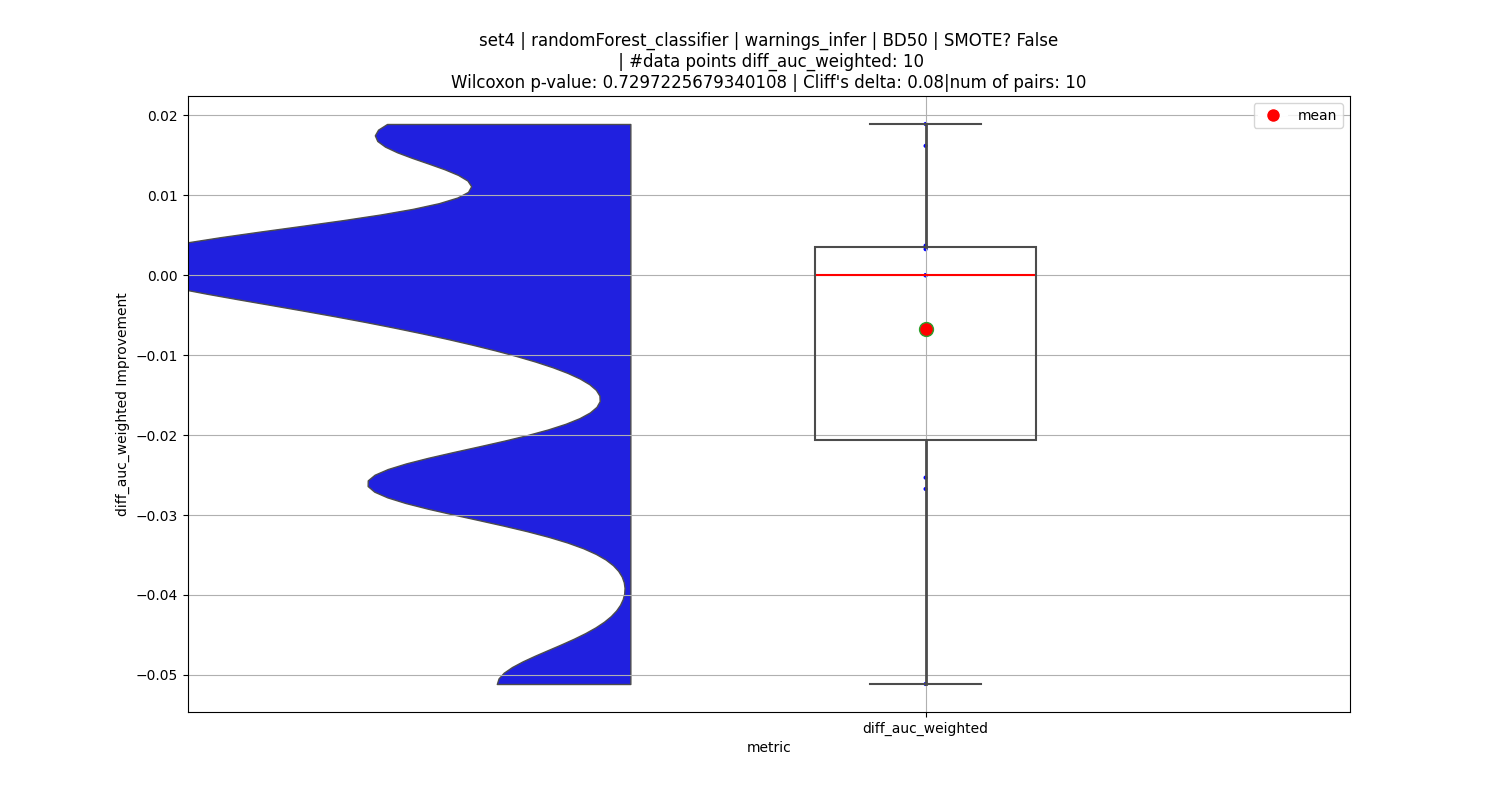 set4 | randomForest_classifier | warnings_infer | BD50 | SMOTE? False
| #data points diff_auc_weighted: 10
Wilcoxon p-value: 0.7297225679340108 | Cliff's delta: 0.08|num of pairs: 10
mean
0.02
0.01
0.00
−0.01
−0.02
−0.03
−0.04
−0.05
diff_auc_weighted Improvement
diff_auc_weighted
metric